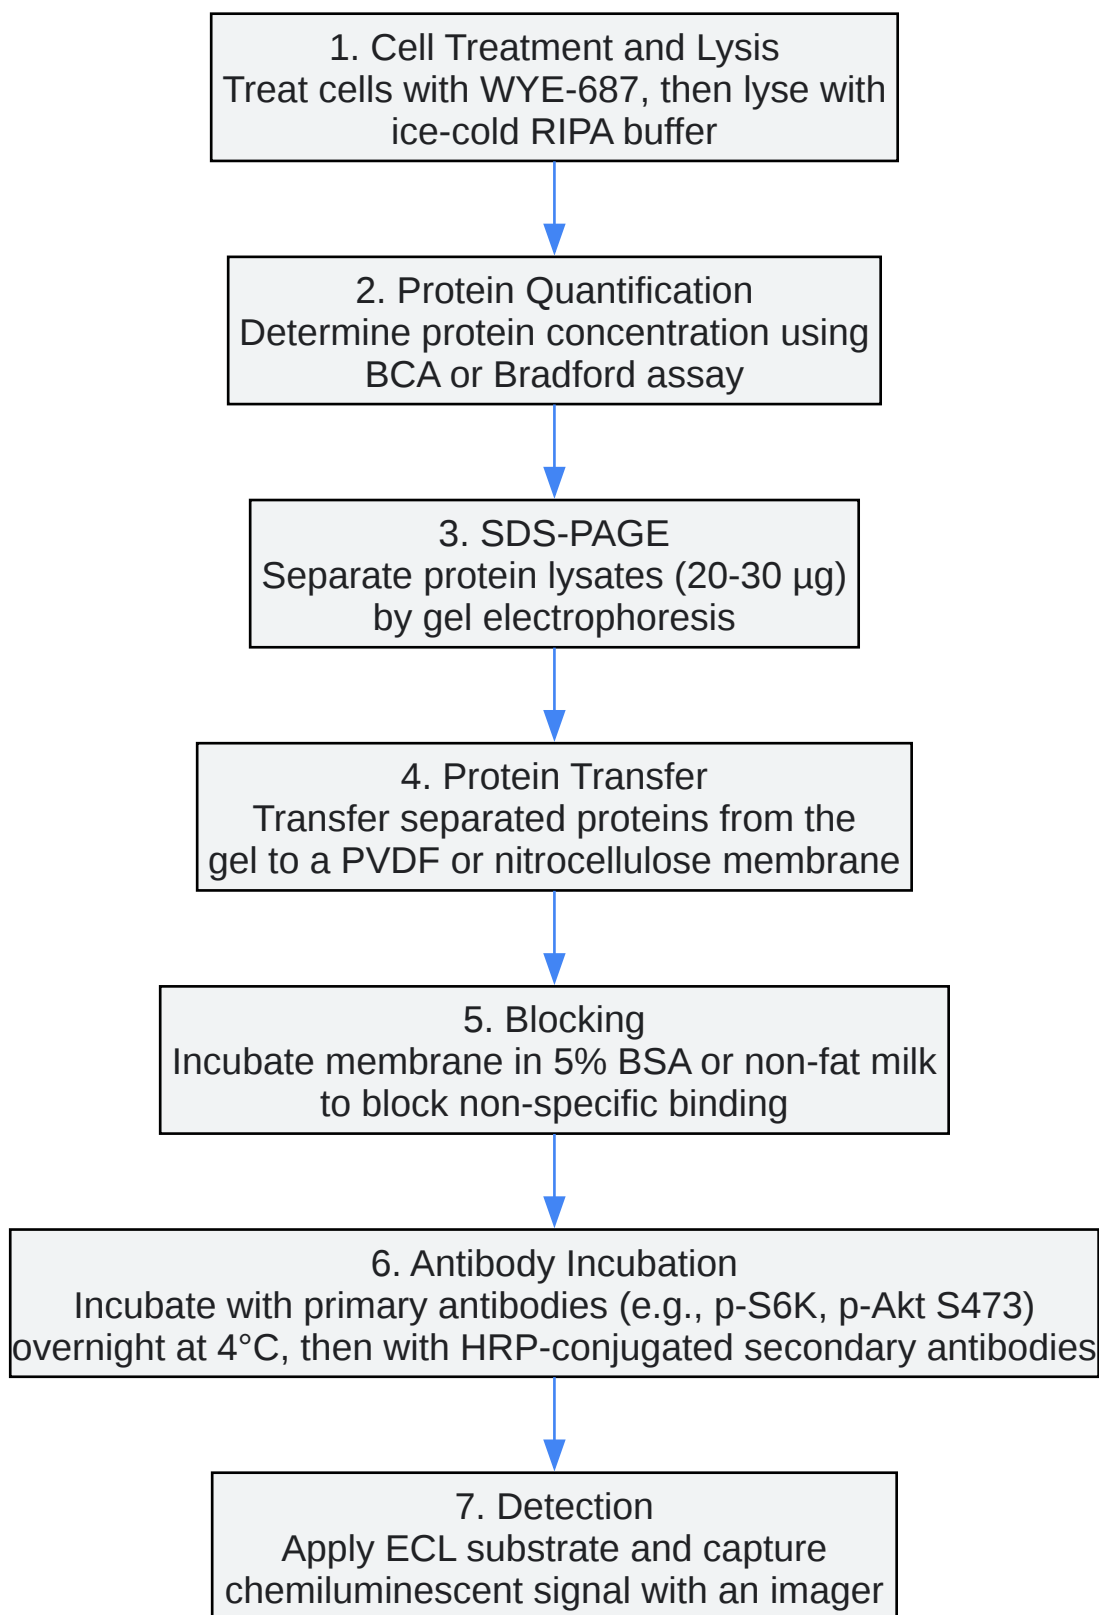 1. Cell Treatment and Lysis
Treat cells with WYE-687, then lyse with
ice-cold RIPA buffer
2. Protein Quantification
Determine protein concentration using
BCA or Bradford assay
3. SDS-PAGE
Separate protein lysates (20-30 µg)
by gel electrophoresis
4. Protein Transfer
Transfer separated proteins from the
gel to a PVDF or nitrocellulose membrane
5. Blocking
Incubate membrane in 5% BSA or non-fat milk
to block non-specific binding
6. Antibody Incubation
Incubate with primary antibodies (e.g., p-S6K, p-Akt S473)
overnight at 4°C, then with HRP-conjugated secondary antibodies
7. Detection
Apply ECL substrate and capture
chemiluminescent signal with an imager